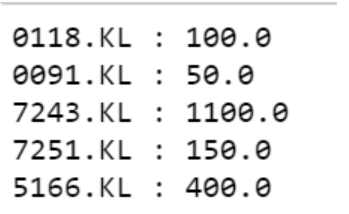 0118.KL : 100.0
0091.KL : 50.0
7243.KL : 1100.0
7251.KL : 150.0
5166.KL : 400.0